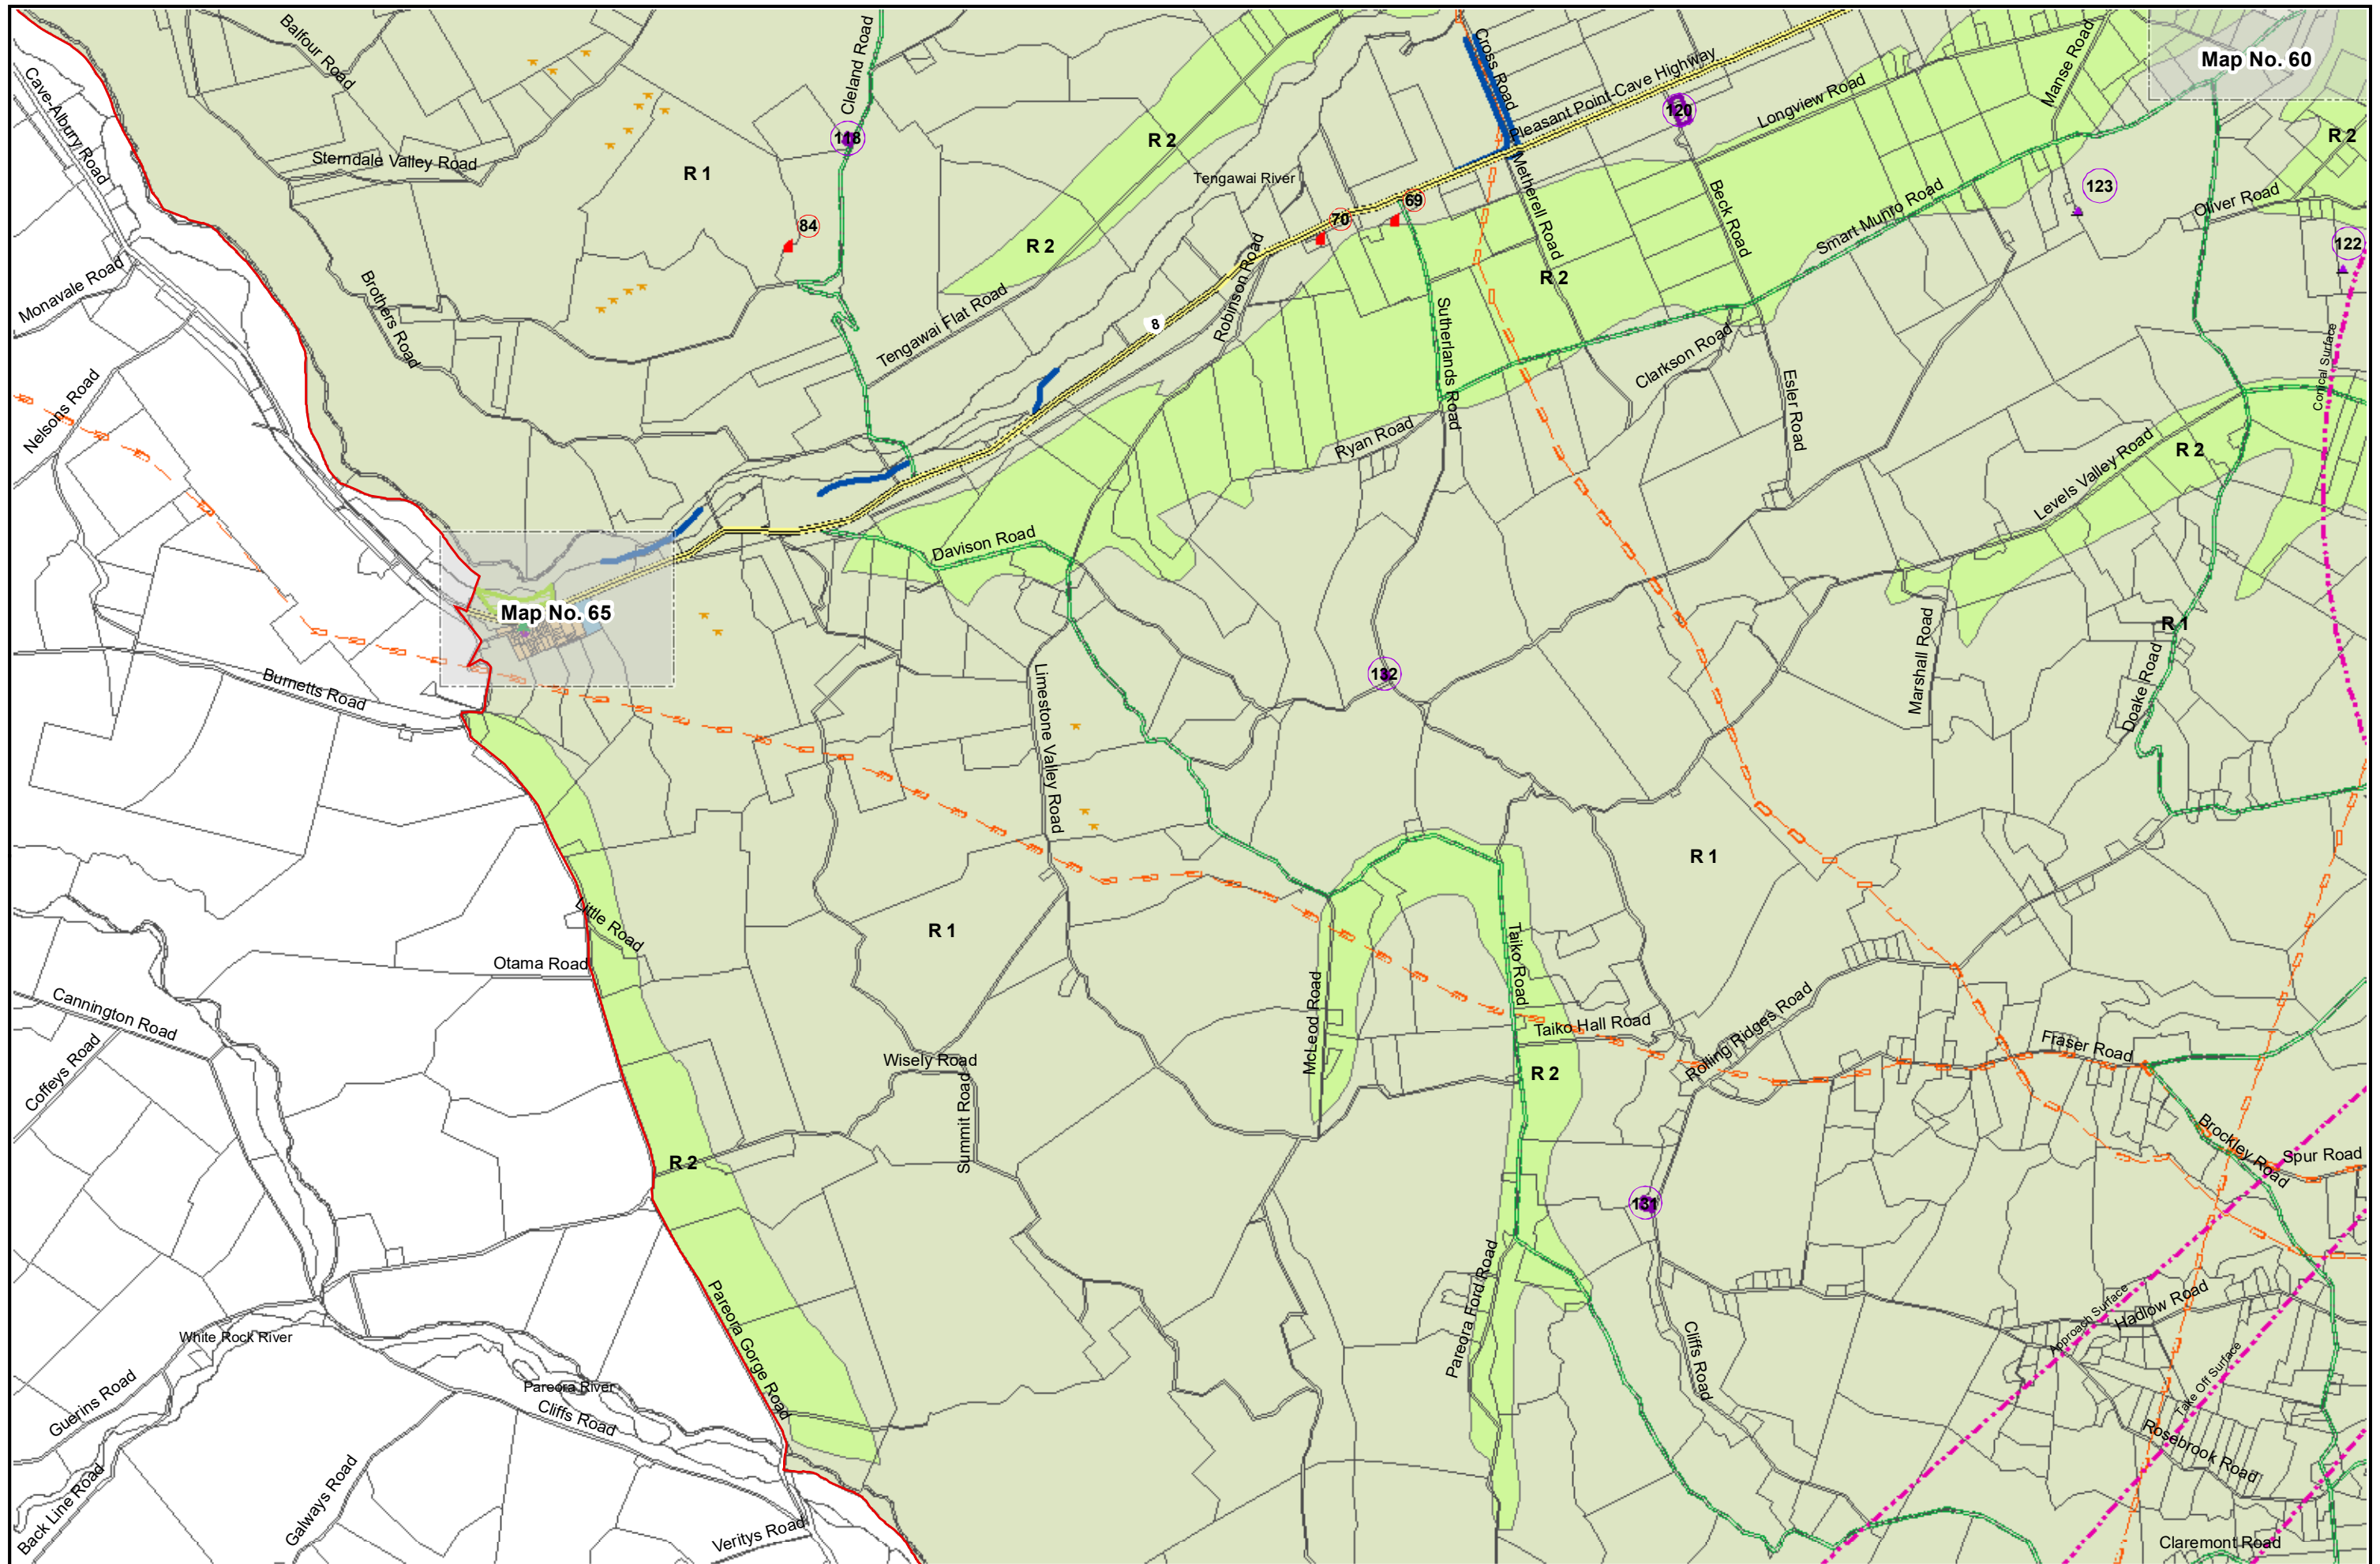 Balfour Road
Cleland Road
Cross Road
Manse Road
Map No. 60
Cave-Albury Road
Pleasant Point-Cave Highway
Longview Road
120
118
R 2
R 2
Sterndale Valley Road
R 1
Tengawai River
Metherell Road
Beck Road
123
Oliver Road
69
70
84
R 2
Smart Munro Road
122
Monavale Road
Brothers Road
R 2
8
Robinson Road
Tengawai Flat Road
Sutherlands Road
Clarkson Road
Conical Surface
Nelsons Road
Esler Road
Ryan Road
Levels Valley Road
R 2
Davison Road
Map No. 65
R 1
Marshall Road
Doake Road
132
Burnetts Road
Limestone Valley Road
R 1
Little Road
R 1
Taiko Road
Otama Road
Cannington Road
McLeod Road
Taiko Hall Road
Rolling Ridges Road
Fraser Road
Coffeys Road
Wisely Road
Summit Road
R 2
R 2
Brockley Road
Spur Road
131
Pareora Ford Road
Pareora Gorge Road
Approach Surface
Hadlow Road
White Rock River
Cliffs Road
Take Off Surface
Guerins Road
Pareora River
Cliffs Road
Rosebrook Road
Back Line Road
Galways Road
Veritys Road
Claremont Road